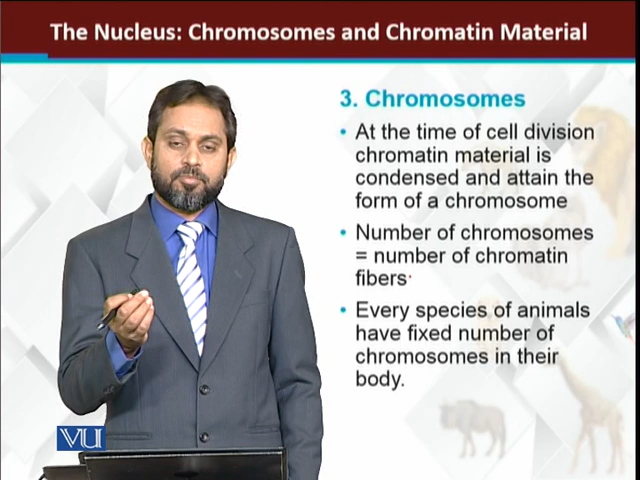 The Nucleus: Chromosomes and Chromatin Material
3. Chromosomes
• At the time of cell division
chromatin material is
condensed and attain the
form of a chromosome
• Number of chromosomes
= number of chromatin
fibers
• Every species of animals
have fixed number of
chromosomes in their
body.
VU